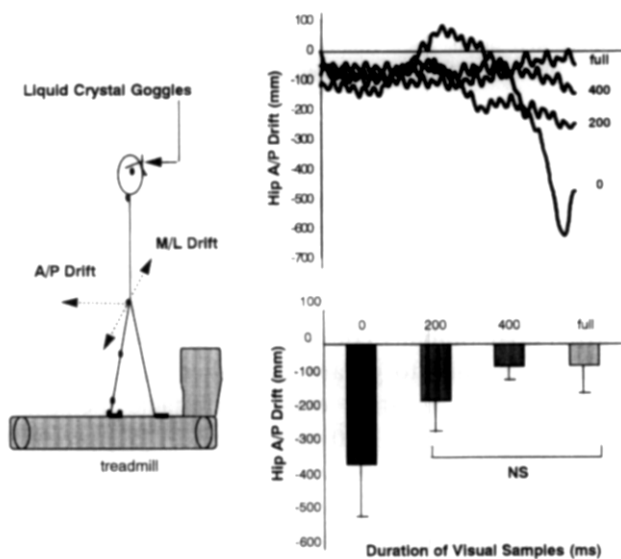 Liquid Crystal Goggles
M/L Drift
A/P Drift
treadmill
Hip A/P Drift (mm)
100
0
-100
-200
-300
-400
-500
-600
-700
full
400
200
0
Hip A/P Drift (mm)
100
0
-100
-200
-300
-400
-500
-600
0 200 400 full
NS
Duration of Visual Samples (ms)